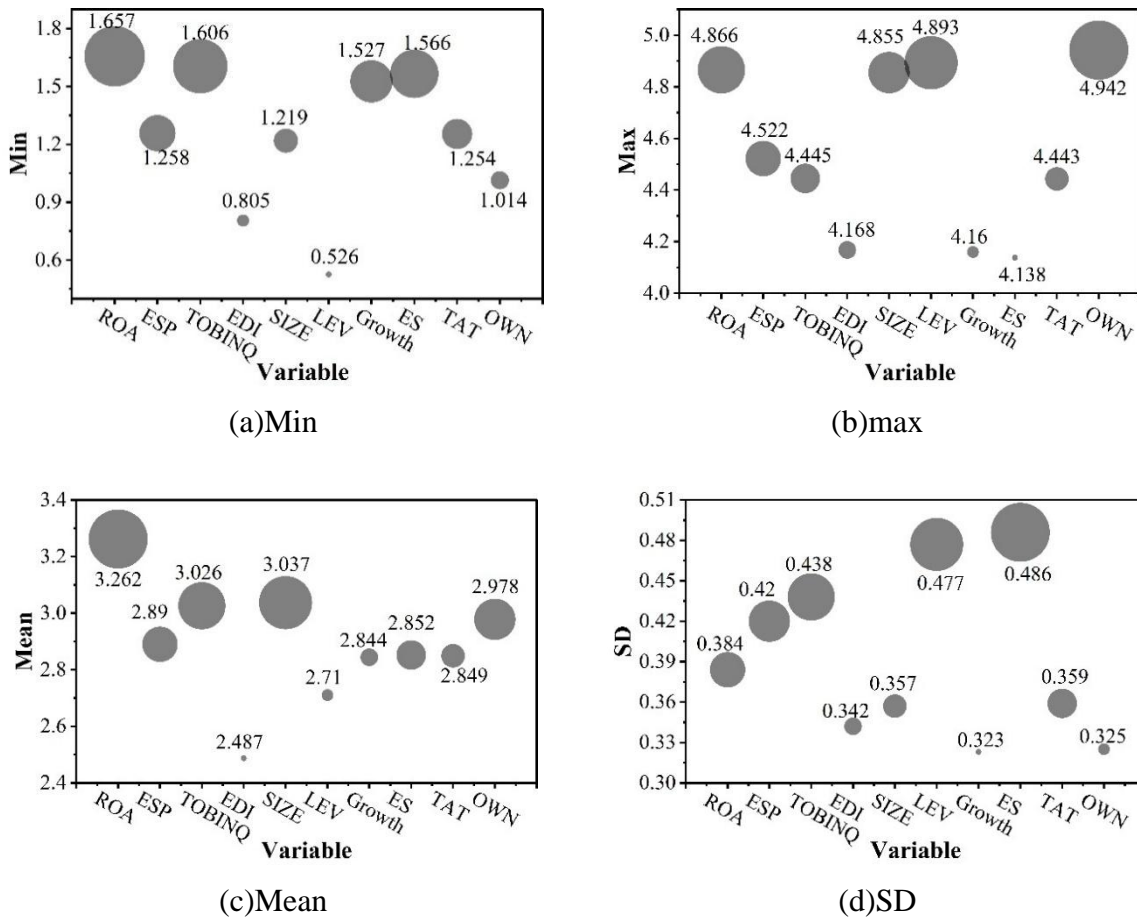 Min
1.8
1.5
1.2
0.9
0.6
1.657
1.258
1.606
0.805
1.219
0.526
1.527
1.566
1.254
1.014
ROA
ESP
TOBINQ
EDI
SIZE
LEV
Growth
ES
TAT
OWN
Variable
(a)Min
Max
5.0
4.8
4.6
4.4
4.2
4.0
4.866
4.522
4.445
4.168
4.855
4.893
4.16
4.138
4.443
4.942
ROA
ESP
TOBINQ
EDI
SIZE
LEV
Growth
ES
TAT
OWN
Variable
(b)max
Mean
3.4
3.2
3.0
2.8
2.6
2.4
3.262
2.89
3.026
2.487
3.037
2.71
2.844
2.852
2.849
2.978
ROA
ESP
TOBINQ
EDI
SIZE
LEV
Growth
ES
TAT
OWN
Variable
(c)Mean
SD
0.51
0.48
0.45
0.42
0.39
0.36
0.33
0.30
0.384
0.42
0.438
0.342
0.357
0.477
0.323
0.486
0.359
0.325
ROA
ESP
TOBINQ
EDI
SIZE
LEV
Growth
ES
TAT
OWN
Variable
(d)SD